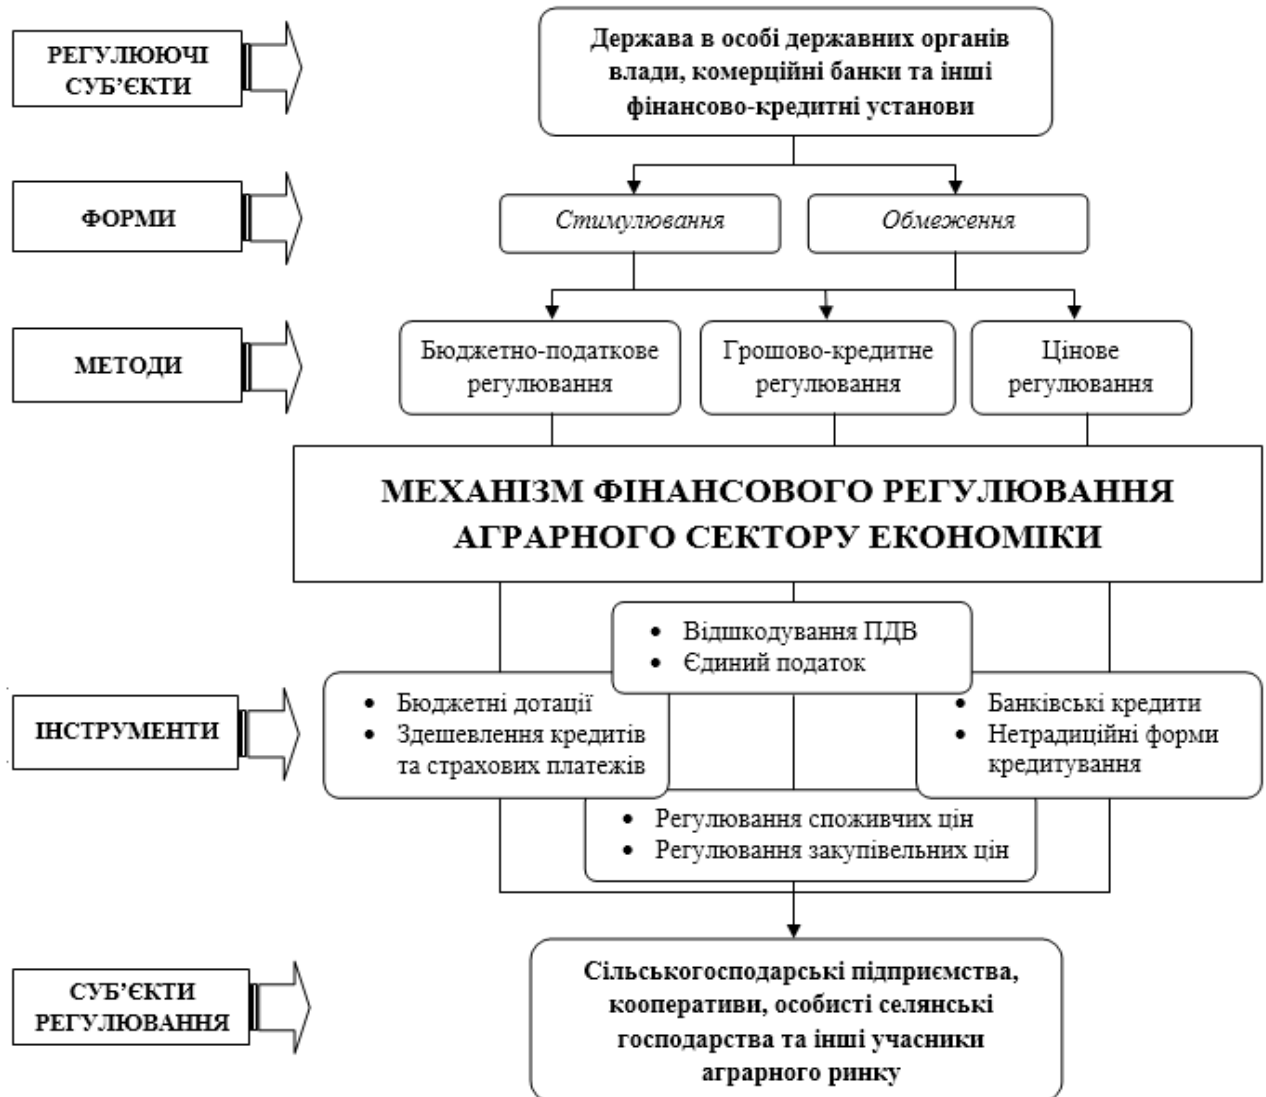 РЕГУЛЮЮЧІ
СУБ’ЄКТИ
Держава в особі державних органів
влади, комерційні банки та інші
фінансово-кредитні установи
ФОРМИ
Стимулювання
Обмеження
МЕТОДИ
Бюджетно-податкове
регулювання
Грошово-кредитне
регулювання
Цінове
регулювання
МЕХАНІЗМ ФІНАНСОВОГО РЕГУЛЮВАННЯ
АГРАРНОГО СЕКТОРУ ЕКОНОМІКИ
ІНСТРУМЕНТИ
• Відшкодування ПДВ
• Єдиний податок
• Бюджетні дотації
• Здешевлення кредитів
та страхових платежів
• Банківські кредити
• Нетрадиційні форми
кредитування
• Регулювання споживчих цін
• Регулювання закупівельних цін
СУБ’ЄКТИ
РЕГУЛЮВАННЯ
Сільськогосподарські підприємства,
кооперативи, особисті селянські
господарства та інші учасники
аграрного ринку